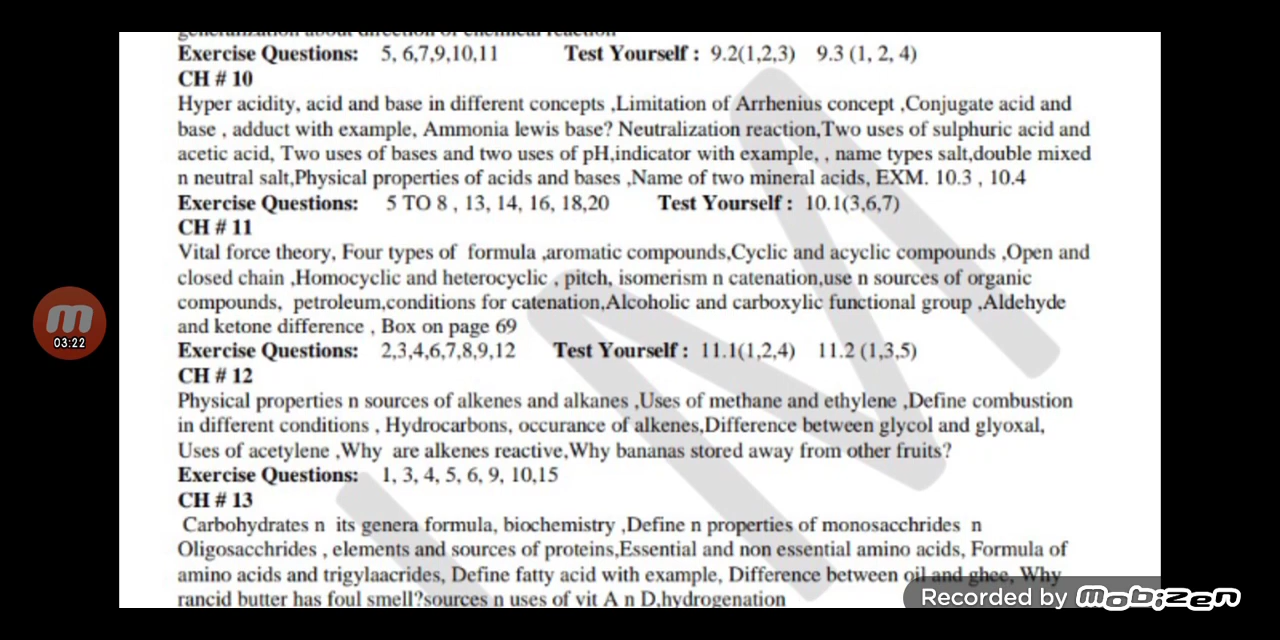 generalization about direction of chemical reaction
Exercise Questions: 5, 6,7,9,10,11 Test Yourself : 9.2(1,2,3) 9.3 (1, 2, 4)
CH # 10
Hyper acidity, acid and base in different concepts ,Limitation of Arrhenius concept ,Conjugate acid and
base , adduct with example, Ammonia lewis base? Neutralization reaction,Two uses of sulphuric acid and
acetic acid, Two uses of bases and two uses of pH,indicator with example, , name types salt,double mixed
n neutral salt,Physical properties of acids and bases ,Name of two mineral acids, EXM. 10.3 , 10.4
Exercise Questions: 5 TO 8 , 13, 14, 16, 18,20 Test Yourself : 10.1(3,6,7)
CH # 11
Vital force theory, Four types of formula ,aromatic compounds,Cyclic and acyclic compounds ,Open and
closed chain ,Homocyclic and heterocyclic , pitch, isomerism n catenation,use n sources of organic
compounds, petroleum,conditions for catenation,Alcoholic and carboxylic functional group ,Aldehyde
and ketone difference , Box on page 69
Exercise Questions: 2,3,4,6,7,8,9,12 Test Yourself : 11.1(1,2,4) 11.2 (1,3,5)
CH # 12
Physical properties n sources of alkenes and alkanes ,Uses of methane and ethylene ,Define combustion
in different conditions , Hydrocarbons, occurance of alkenes,Difference between glycol and glyoxal,
Uses of acetylene ,Why are alkenes reactive,Why bananas stored away from other fruits?
Exercise Questions: 1, 3, 4, 5, 6, 9, 10,15
CH # 13
Carbohydrates n its genera formula, biochemistry ,Define n properties of monosacchrides n
Oligosacchrides , elements and sources of proteins,Essential and non essential amino acids, Formula of
amino acids and trigylaacrides, Define fatty acid with example, Difference between oil and ghee, Why
rancid butter has foul smell?sources n uses of vit A n D,hydrogenation
03:22
Recorded by mobizen